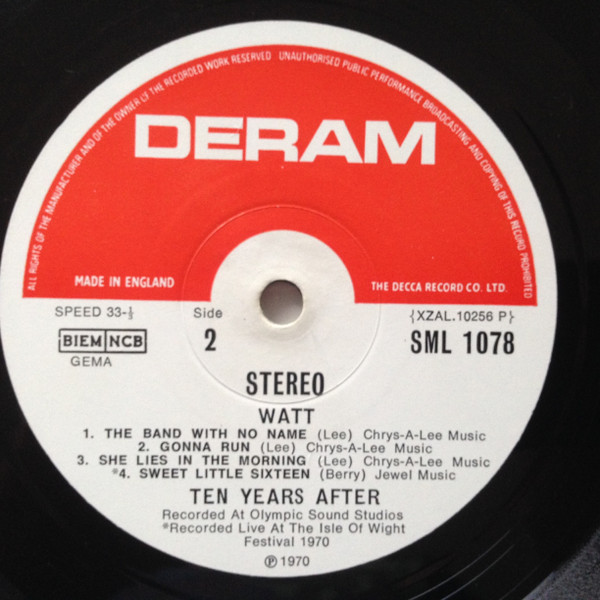 ALL RIGHTS OF THE MANUFACTURER AND OF THE OWNER OF THE RECORDED WORK RESERVED UNAUTHORISED PUBLIC PERFORMANCE BROADCASTING AND COPYING OF THIS RECORD PROHIBITED
DERAM
MADE IN ENGLAND
THE DECCA RECORD CO. LTD.
SPEED 33-⅓
Side
{XZAL.10256 P}
BIEM NCB
2
SML 1078
GEMA
STEREO
WATT
1. THE BAND WITH NO NAME (Lee) Chrys-A-Lee Music
2. GONNA RUN (Lee) Chrys-A-Lee Music
3. SHE LIES IN THE MORNING (Lee) Chrys-A-Lee Music
*4. SWEET LITTLE SIXTEEN (Berry) Jewel Music
TEN YEARS AFTER
Recorded At Olympic Sound Studios
*Recorded Live At The Isle Of Wight
Festival 1970
℗ 1970